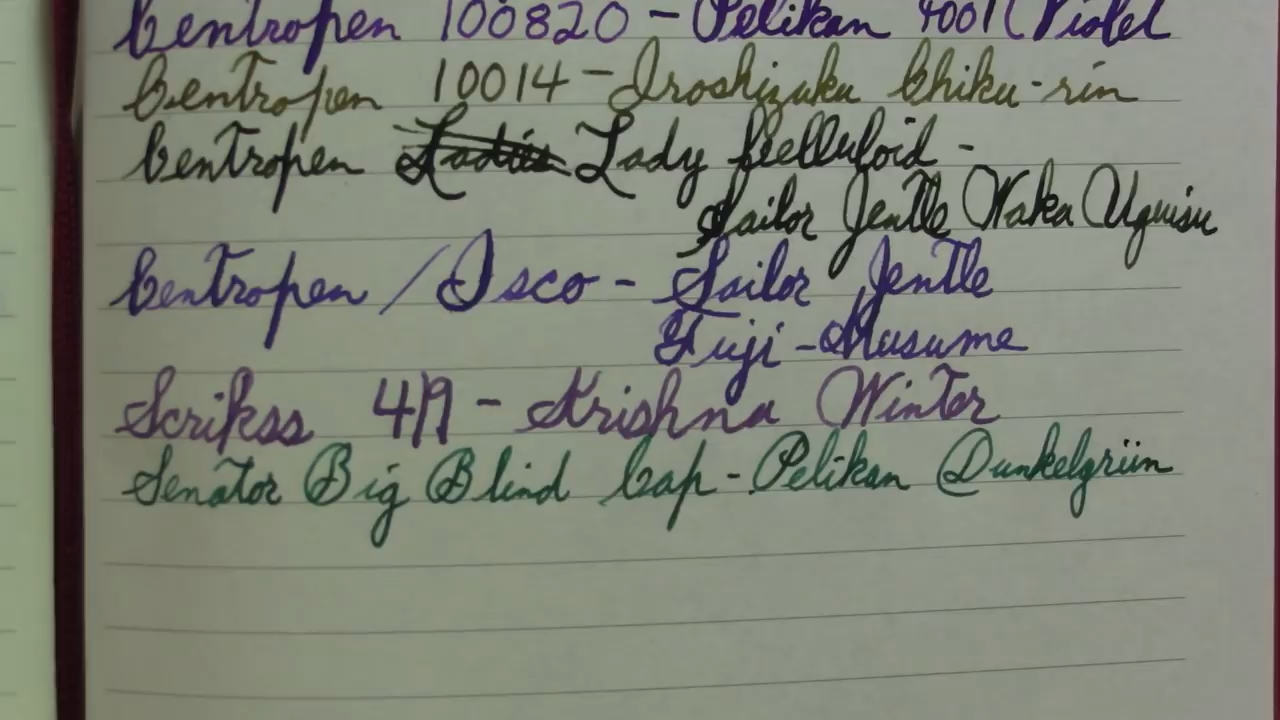 Centropen 100820 - Pelikan 4001 Violet
Centropen 10014 - Iroshizuku Chiku-rin
Centropen Ladies Lady Celluloid -
Sailor Jentle Waka Uguisu
Centropen / Isco - Sailor Jentle
Fuji-Musume
Scrikss 419 - Krishna Winter
Senator Big Blind Cap - Pelikan Dunkelgrün